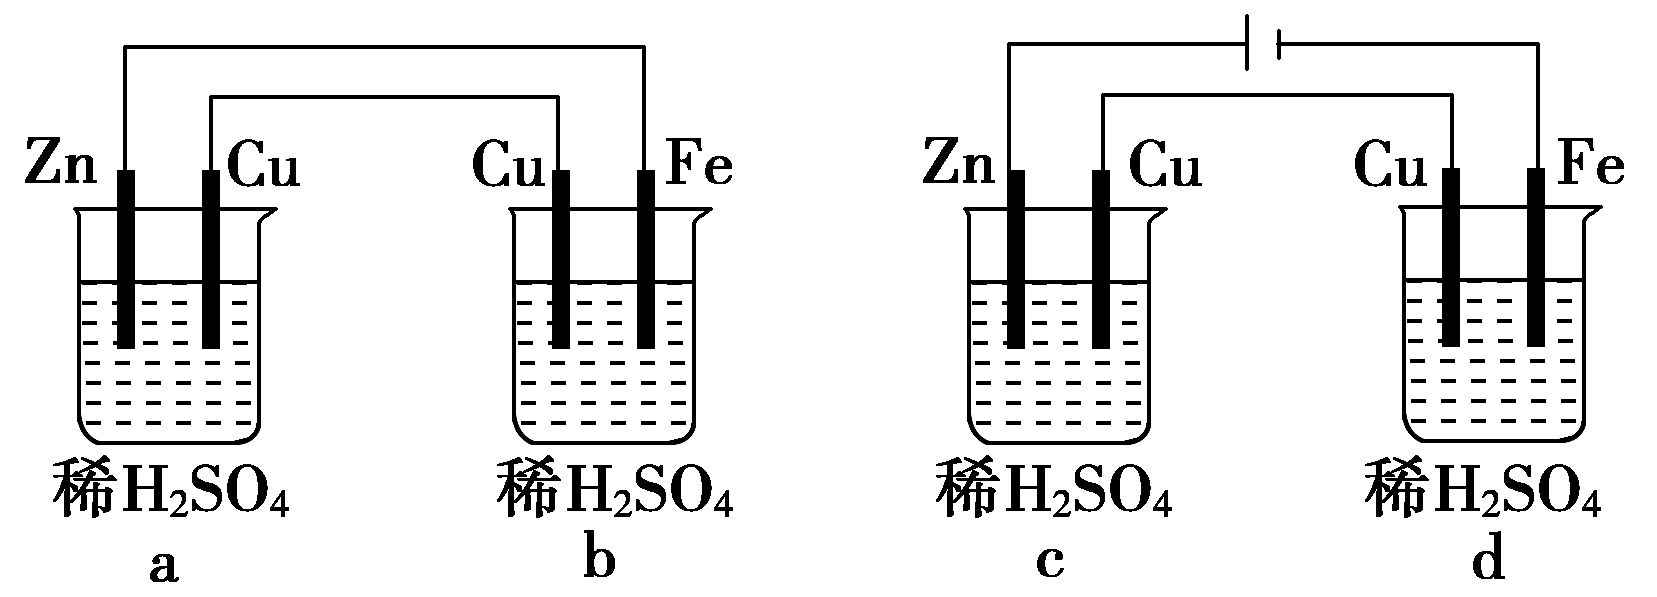 Zn Cu Cu Fe Zn Cu Cu Fe
稀H₂SO₄ 稀H₂SO₄ 稀H₂SO₄ 稀H₂SO₄
a b c d